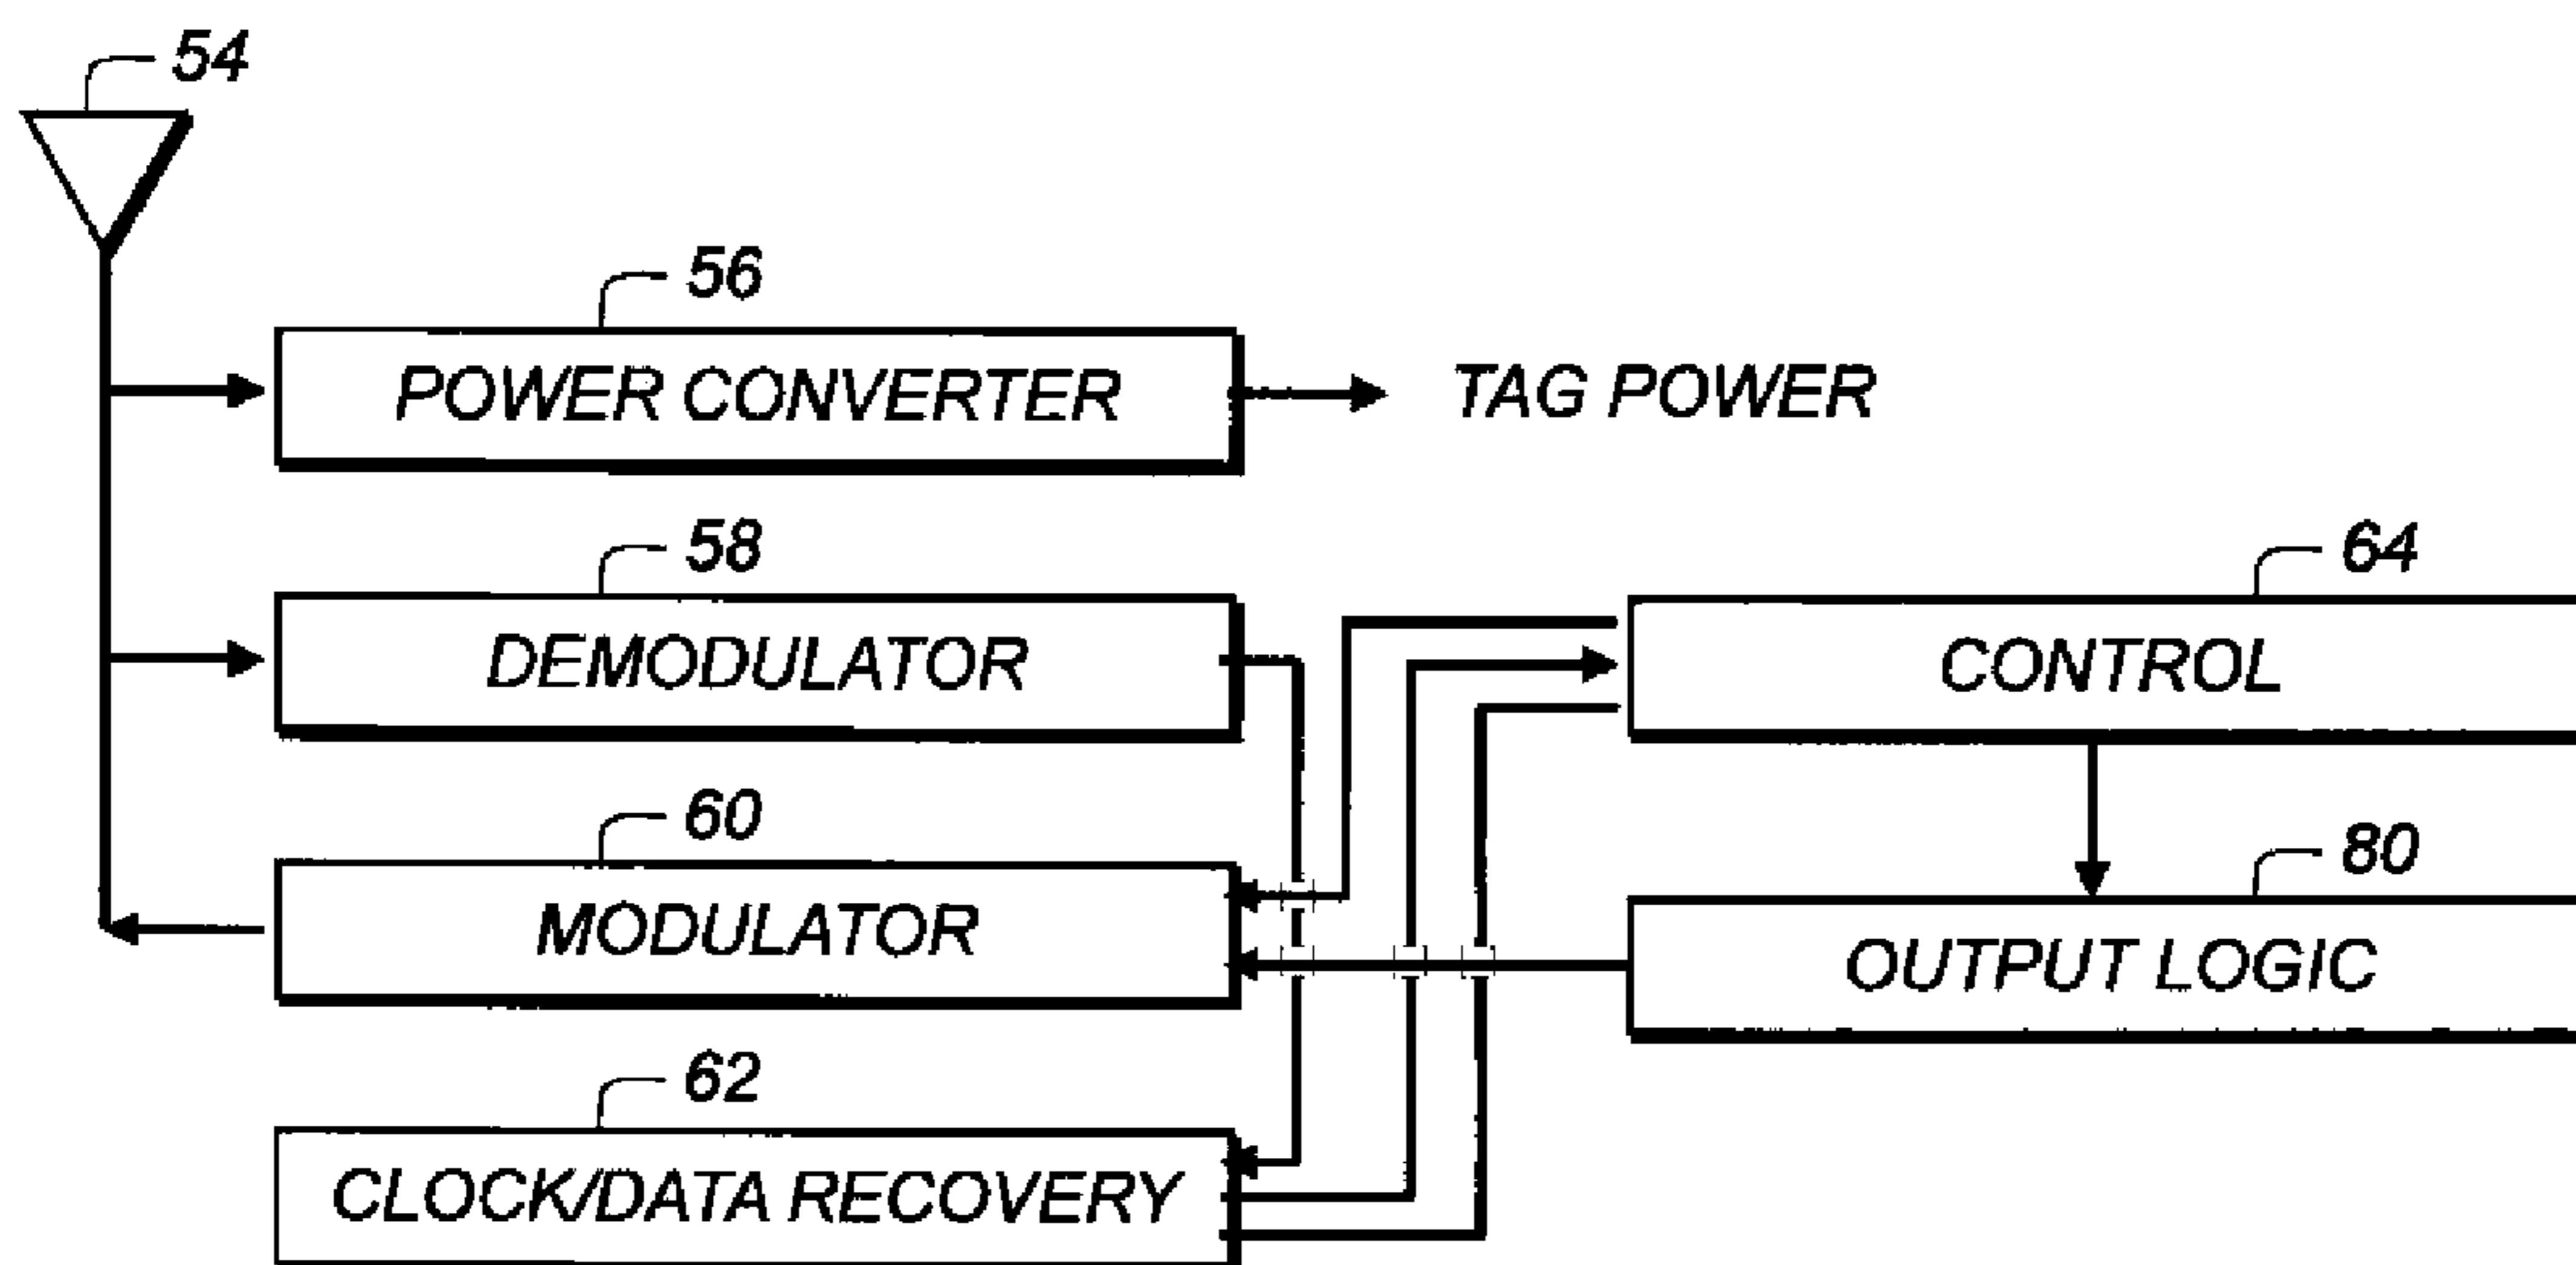 54
56
POWER CONVERTER
TAG POWER
58
DEMODULATOR
64
CONTROL
60
MODULATOR
80
OUTPUT LOGIC
62
CLOCK/DATA RECOVERY